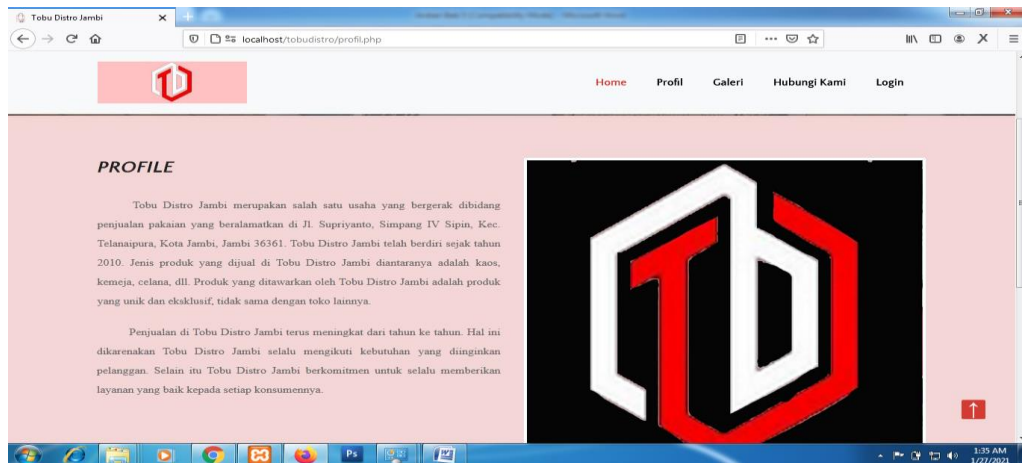 Tobu Distro Jambi
localhost/tobudistro/profil.php
Home Profil Galeri Hubungi Kami Login
PROFILE
Tobu Distro Jambi merupakan salah satu usaha yang bergerak dibidang
penjualan pakaian yang beralamatkan di Jl. Supriyanto, Simpang IV Sipin, Kec.
Telanaipura, Kota Jambi, Jambi 36361. Tobu Distro Jambi telah berdiri sejak tahun
2010. Jenis produk yang dijual di Tobu Distro Jambi diantaranya adalah kaos,
kemeja, celana, dll. Produk yang ditawarkan oleh Tobu Distro Jambi adalah produk
yang unik dan eksklusif, tidak sama dengan toko lainnya.
Penjualan di Tobu Distro Jambi terus meningkat dari tahun ke tahun. Hal ini
dikarenakan Tobu Distro Jambi selalu mengikuti kebutuhan yang diinginkan
pelanggan. Selain itu Tobu Distro Jambi berkomitmen untuk selalu memberikan
layanan yang baik kepada setiap konsumennya.
Ps
1:35 AM
1/27/2021